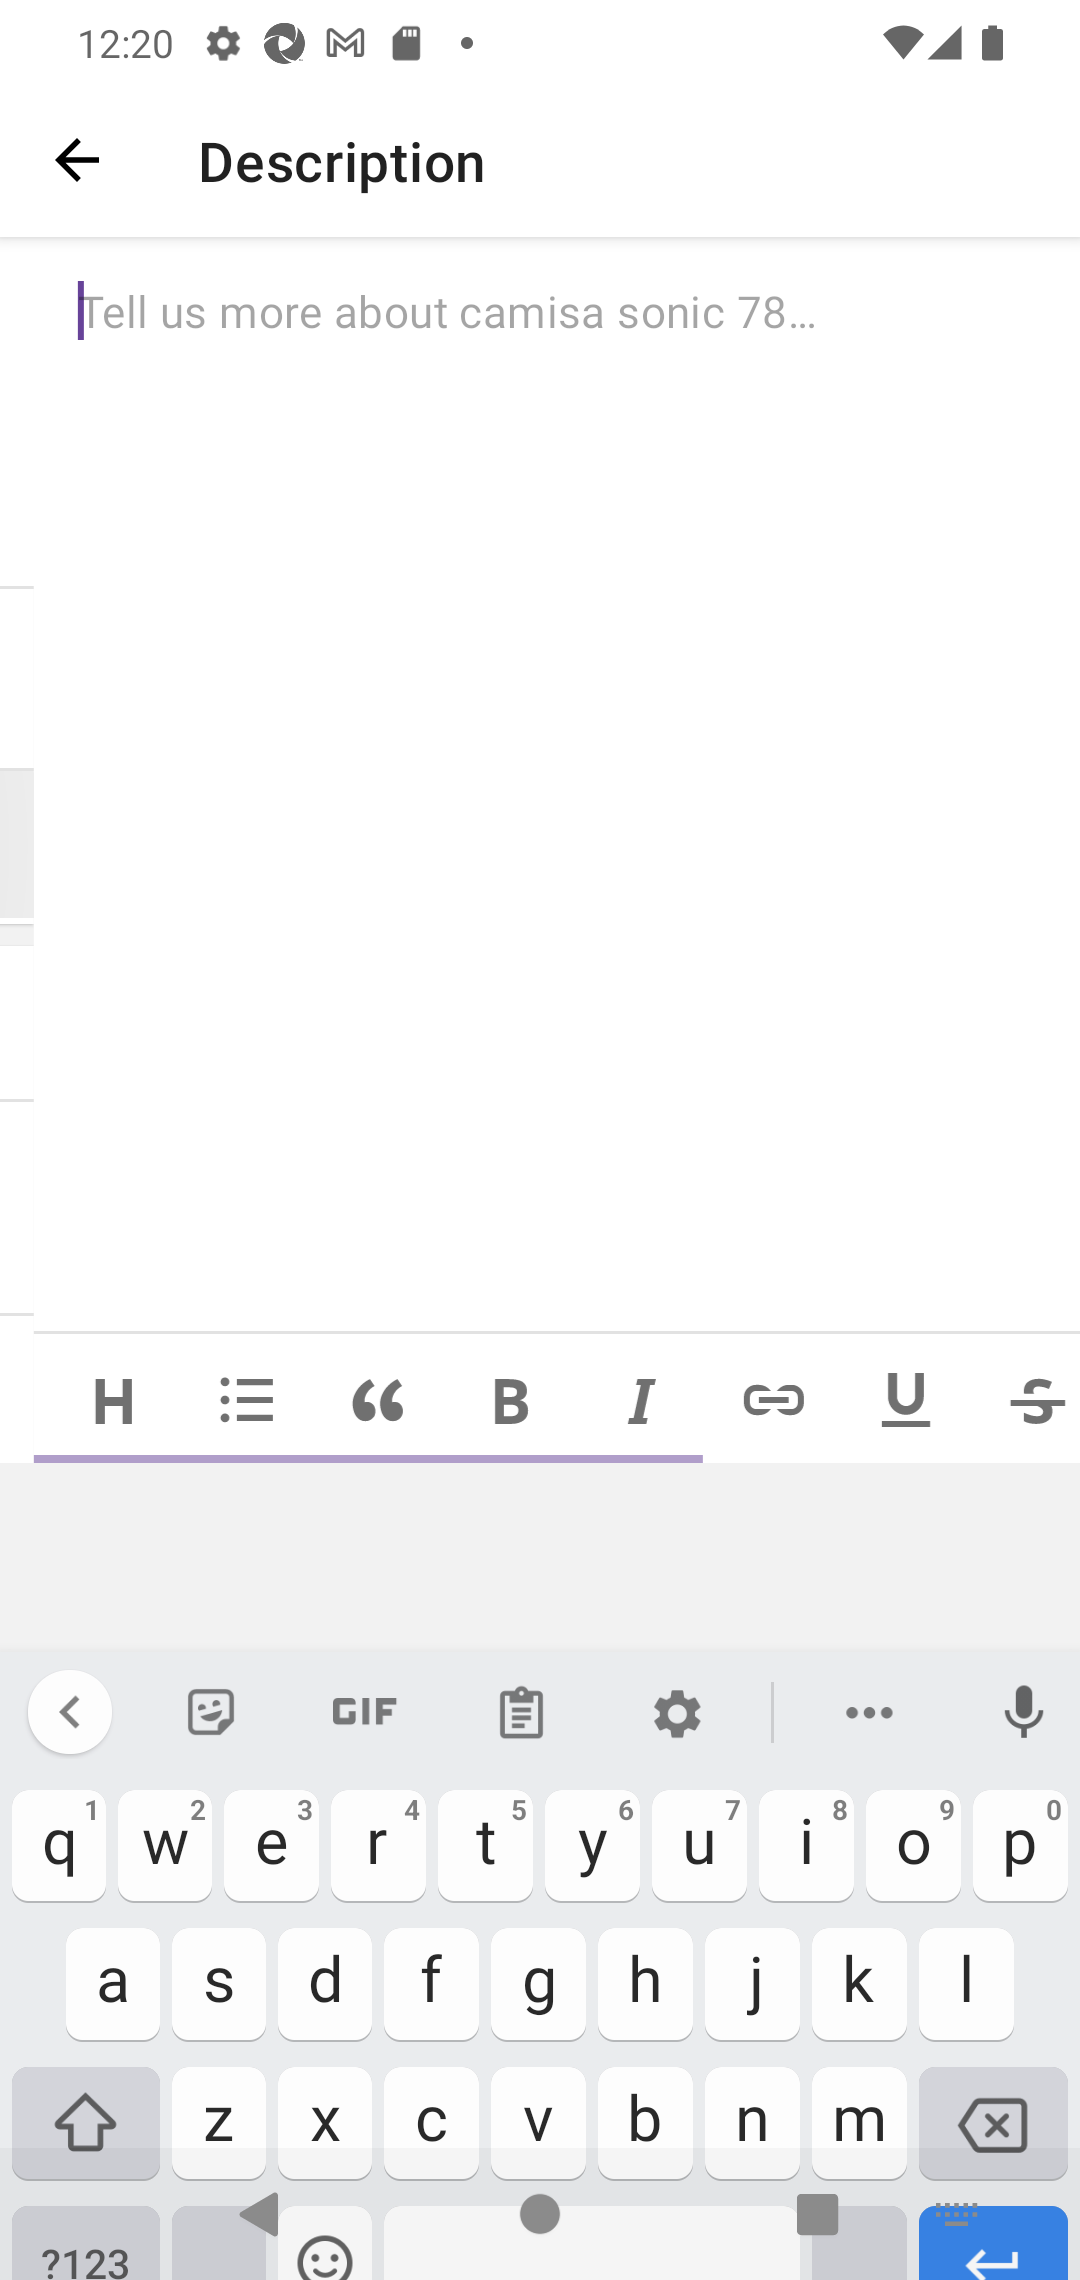 12:20
Description
Tell us more about camisa sonic 78…
H B I U S
GIF
q1 w2 e3 r4 t5 y6 u7 i8 o9 p0
a s d f g h j k l
z x c v b n m
?123